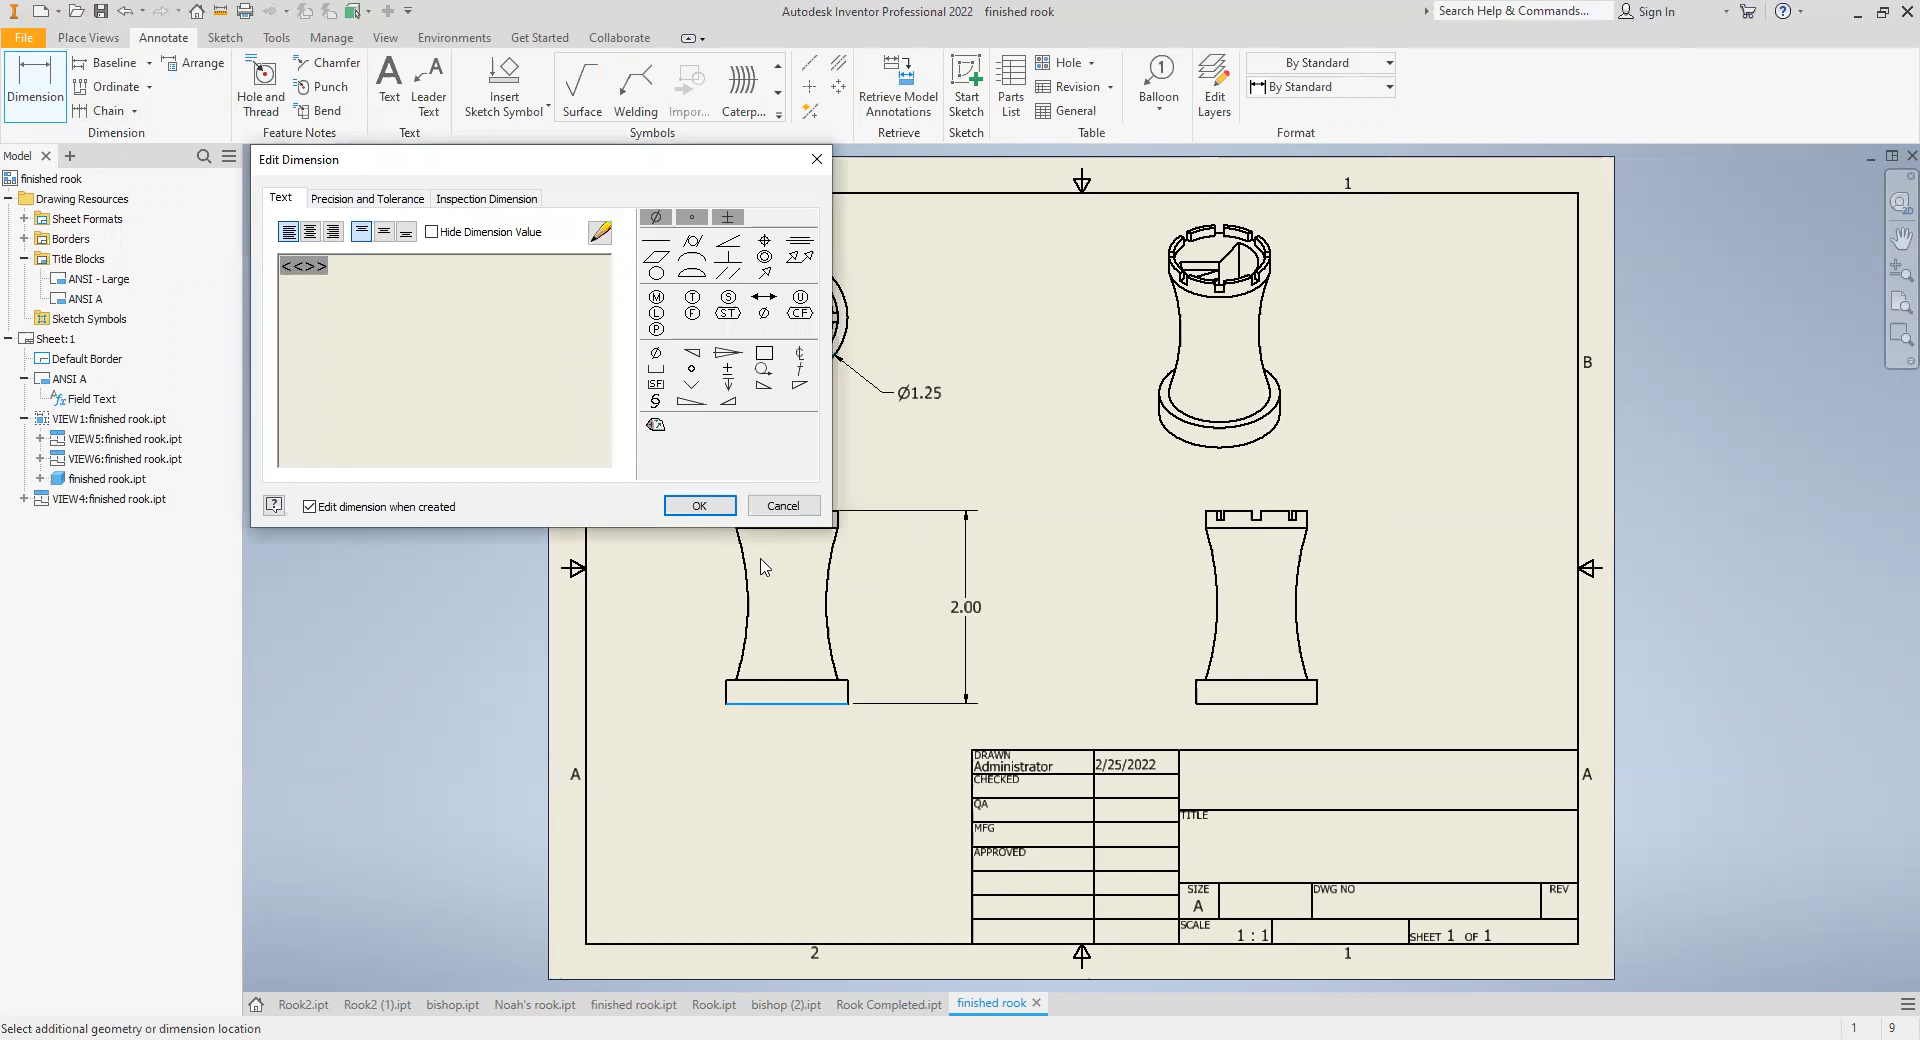 Autodesk Inventor Professional 2022 finished rook
Search Help & Commands...
Sign In
File
Place Views
Annotate
Sketch
Tools
Manage
View
Environments
Get Started
Collaborate
Dimension
Baseline
Ordinate
Chain
Arrange
Dimension
Hole and
Thread
Chamfer
Punch
Bend
Feature Notes
Text
Leader
Text
Text
Insert
Sketch Symbol
Surface
Welding
Impor...
Caterp...
Symbols
Retrieve Model
Annotations
Retrieve
Start
Sketch
Sketch
Parts
List
Hole
Revision
General
Table
Balloon
Edit
Layers
By Standard
By Standard
Format
Model
finished rook
Drawing Resources
Sheet Formats
Borders
Title Blocks
ANSI - Large
ANSI A
Sketch Symbols
Sheet:1
Default Border
ANSI A
Field Text
VIEW1:finished rook.ipt
VIEW5:finished rook.ipt
VIEW6:finished rook.ipt
finished rook.ipt
VIEW4:finished rook.ipt
Edit Dimension
Text
Precision and Tolerance
Inspection Dimension
Hide Dimension Value
<<>>
M T S U
L F ST CF
P
SF
Edit dimension when created
OK
Cancel
1
B
Ø1.25
2.00
A
A
DRAWN
Administrator
2/25/2022
CHECKED
QA
MFG
APPROVED
TITLE
SIZE
A
DWG NO
REV
SCALE
1 : 1
SHEET 1 OF 1
2
1
Rook2.ipt
Rook2 (1).ipt
bishop.ipt
Noah's rook.ipt
finished rook.ipt
Rook.ipt
bishop (2).ipt
Rook Completed.ipt
finished rook
Select additional geometry or dimension location
1
9